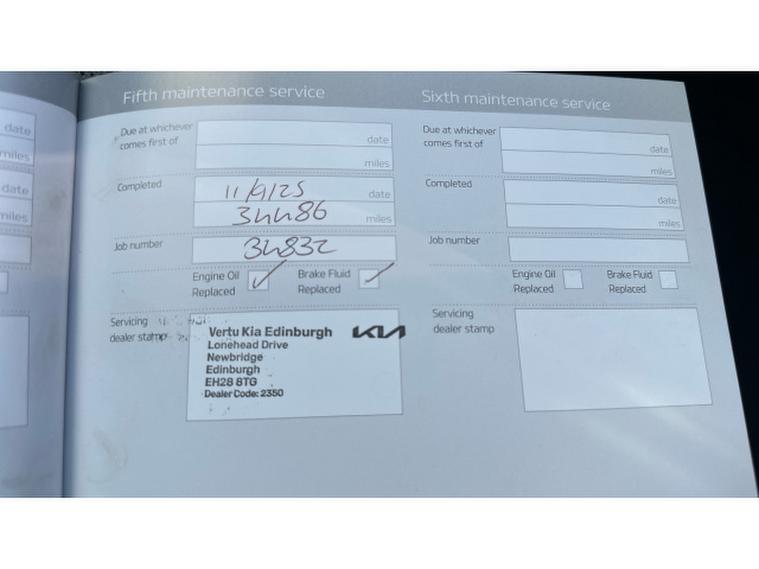 date
miles
date
miles
Fifth maintenance service
Due at whichever
comes first of
date
miles
Completed
11/9/25
date
34486
miles
Job number
34832
Engine Oil
Replaced
Brake Fluid
Replaced
Servicing
dealer stamp
Vertu Kia Edinburgh
KIA
Lonehead Drive
Newbridge
Edinburgh
EH28 8TG
Dealer Code: 2350
Sixth maintenance service
Due at whichever
comes first of
date
miles
Completed
date
miles
Job number
Engine Oil
Replaced
Brake Fluid
Replaced
Servicing
dealer stamp